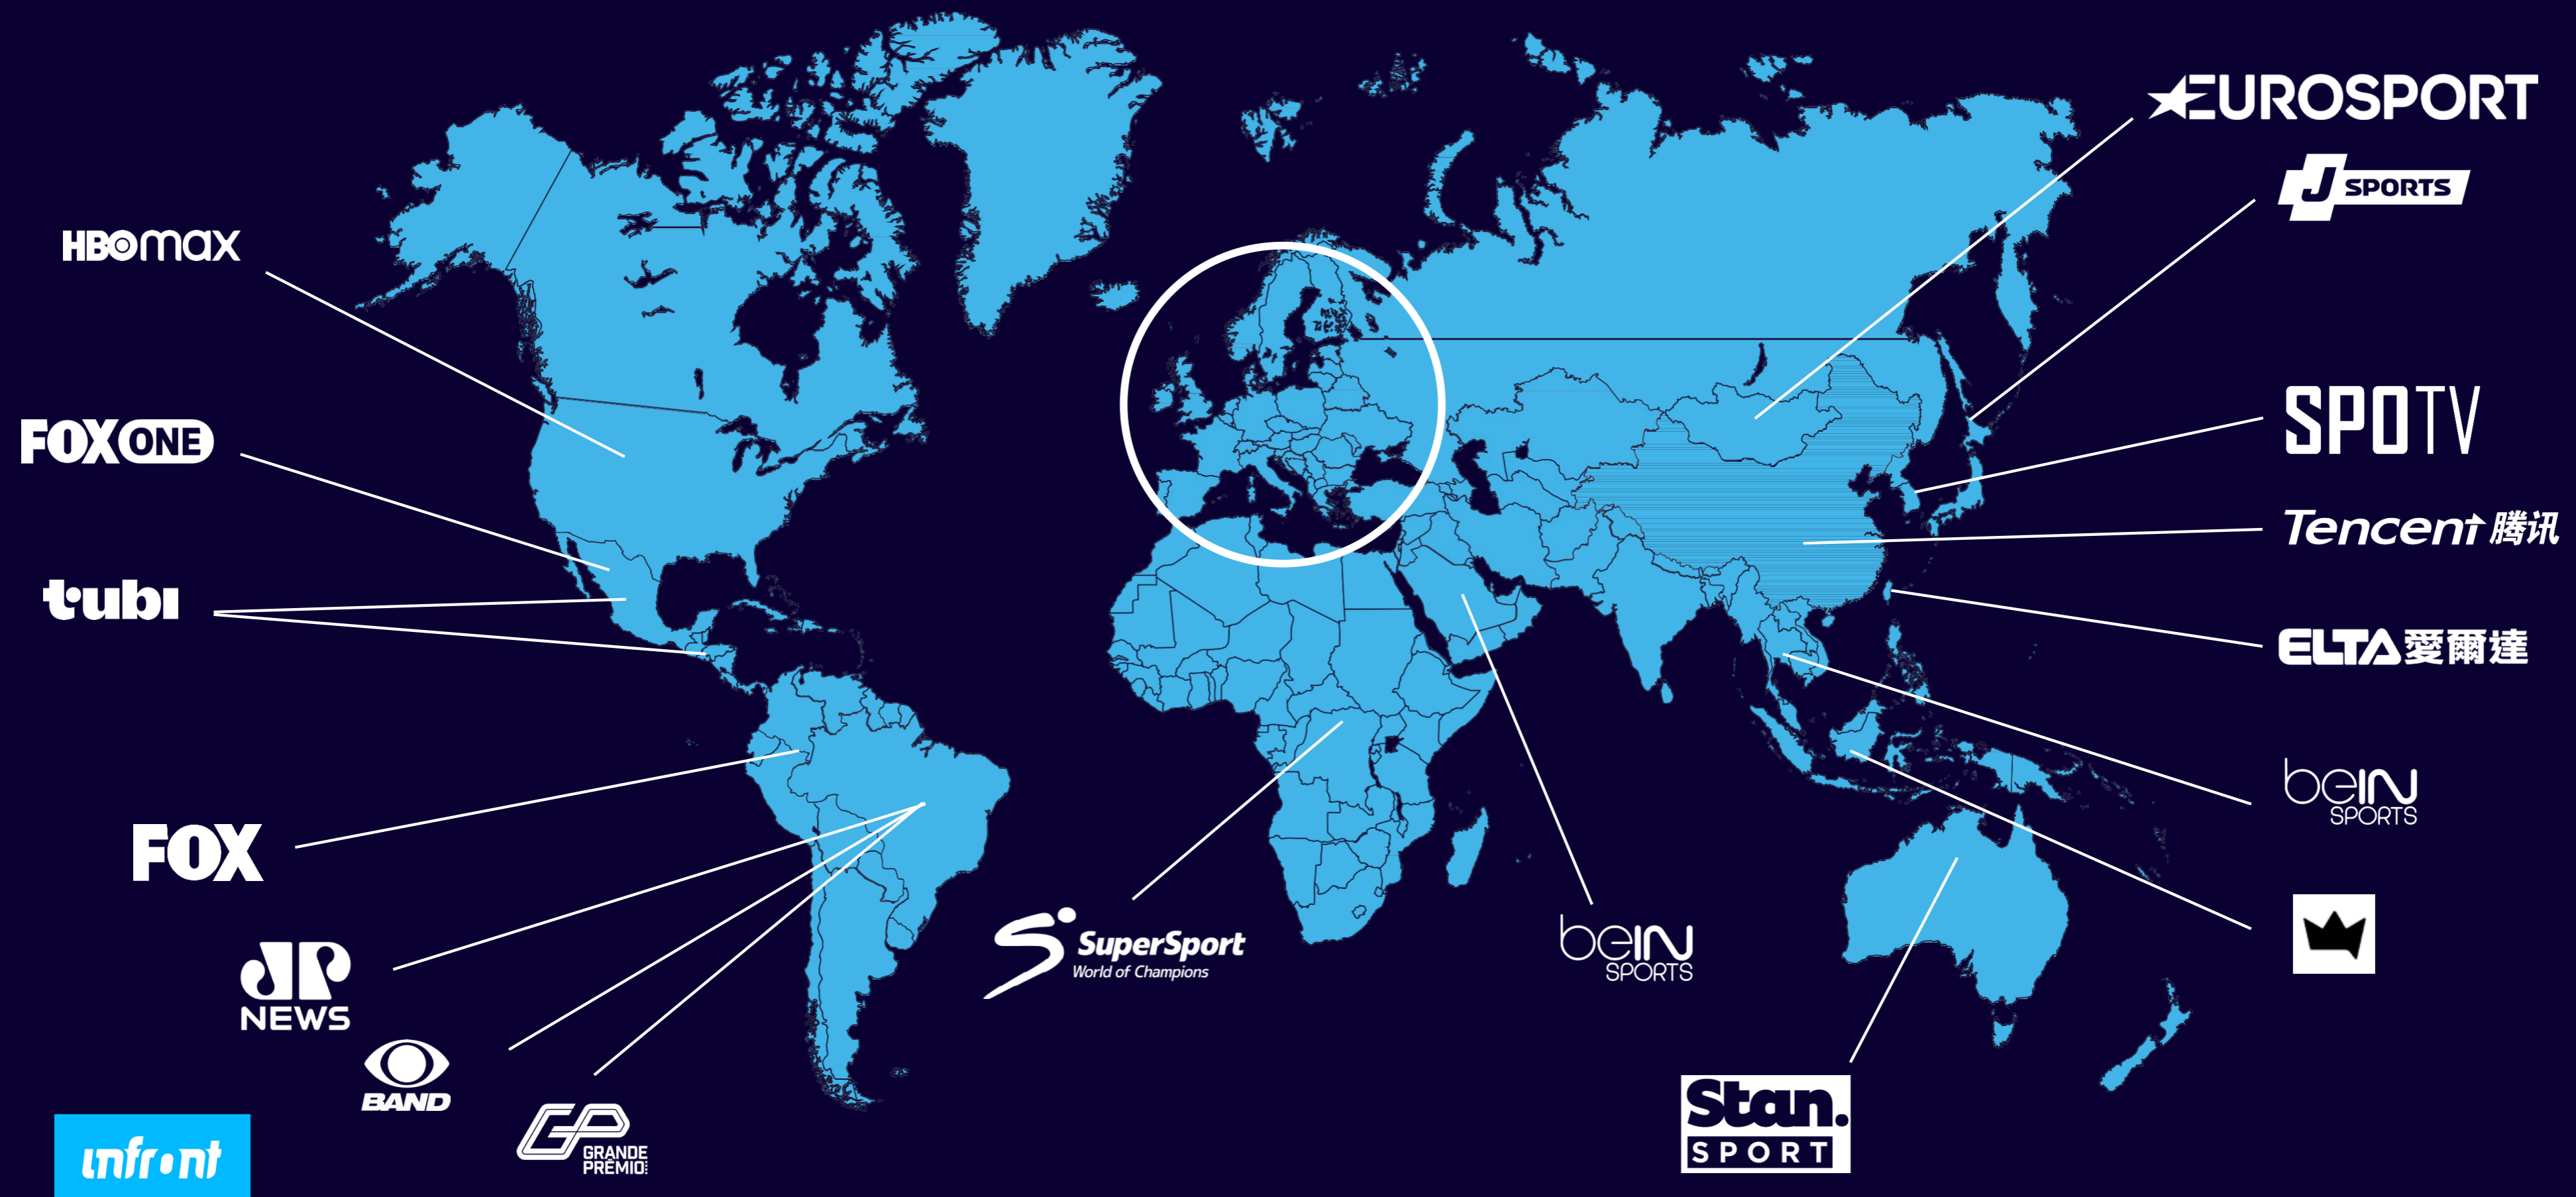 HBOmax
FOX ONE
tubi
FOX
JP
NEWS
BAND
GP
GRANDE
PRÊMIO
infront
SuperSport
World of Champions
beIN
SPORTS
Stan.
SPORT
EUROSPORT
J SPORTS
SPOTV
Tencent 腾讯
ELTA 愛爾達
beIN
SPORTS